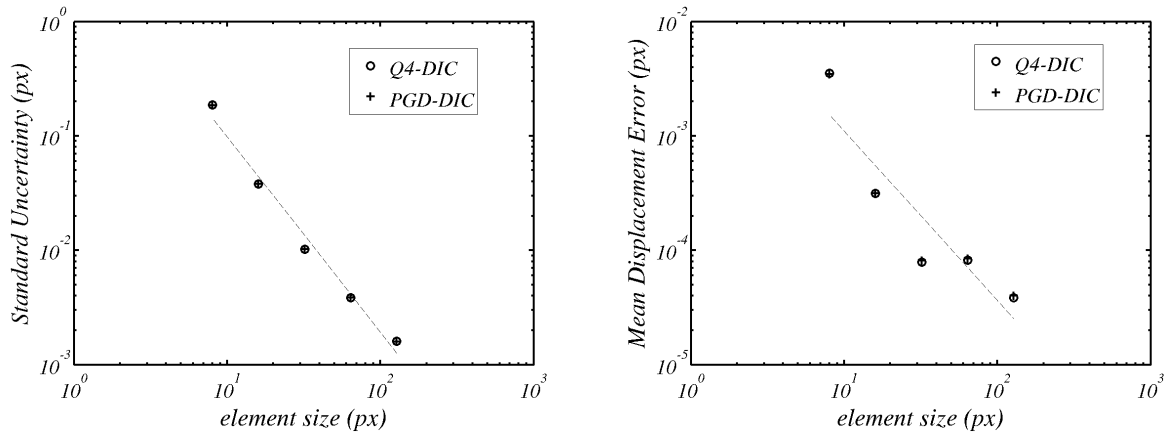 10^0
10^-1
10^-2
10^-3
10^0 10^1 10^2 10^3
Standard Uncertainty (px)
element size (px)
Q4-DIC
PGD-DIC
10^-2
10^-3
10^-4
10^-5
10^0 10^1 10^2 10^3
Mean Displacement Error (px)
element size (px)
Q4-DIC
PGD-DIC